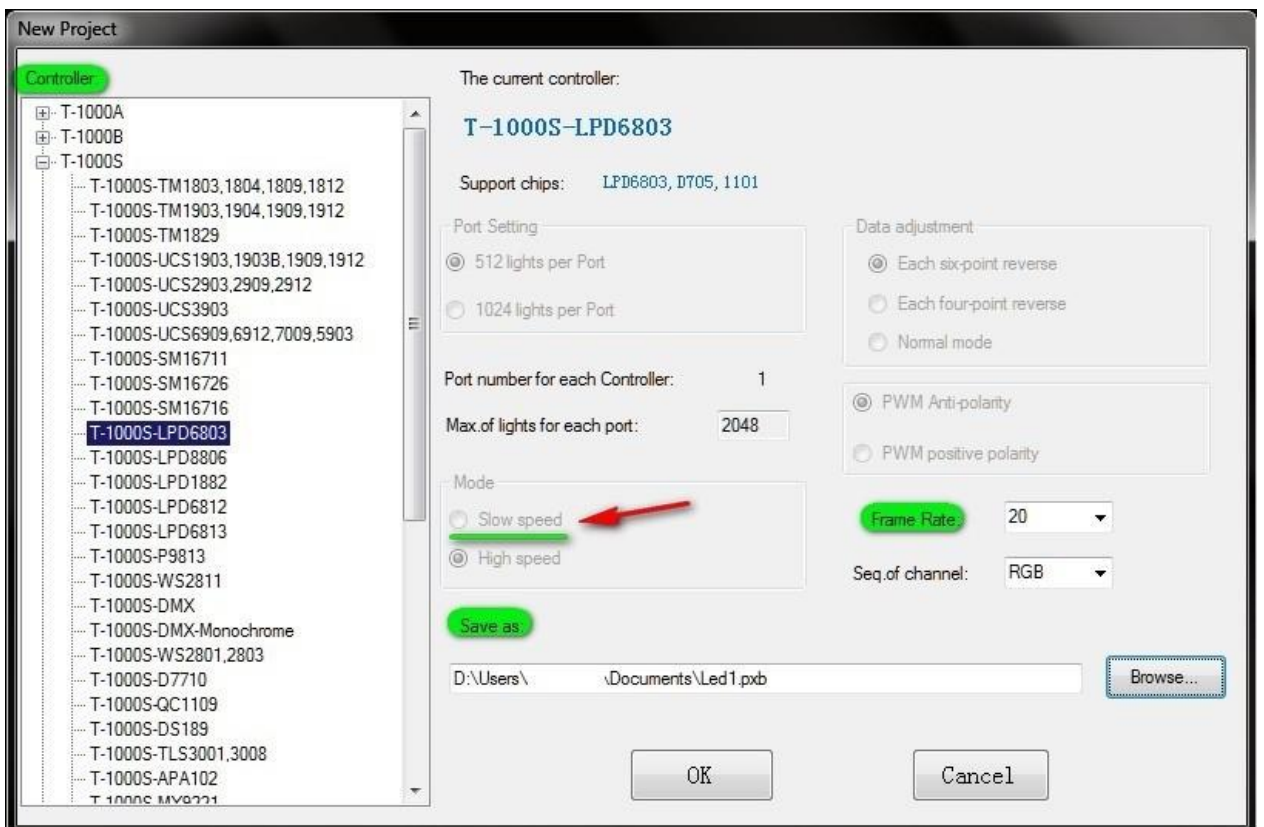 New Project
Controller:
T-1000A
T-1000B
T-1000S
T-1000S-TM1803,1804,1809,1812
T-1000S-TM1903,1904,1909,1912
T-1000S-TM1829
T-1000S-UCS1903,1903B,1909,1912
T-1000S-UCS2903,2909,2912
T-1000S-UCS3903
T-1000S-UCS6909,6912,7009,5903
T-1000S-SM16711
T-1000S-SM16726
T-1000S-SM16716
T-1000S-LPD6803
T-1000S-LPD8806
T-1000S-LPD1882
T-1000S-LPD6812
T-1000S-LPD6813
T-1000S-P9813
T-1000S-WS2811
T-1000S-DMX
T-1000S-DMX-Monochrome
T-1000S-WS2801,2803
T-1000S-D7710
T-1000S-QC1109
T-1000S-DS189
T-1000S-TLS3001,3008
T-1000S-APA102
T-1000S-MY9221
The current controller:
T-1000S-LPD6803
Support chips: LPD6803, D705, 1101
Port Setting
512 lights per Port
1024 lights per Port
Port number for each Controller: 1
Max.of lights for each port: 2048
Mode
Slow speed
High speed
Data adjustment
Each six-point reverse
Each four-point reverse
Normal mode
PWM Anti-polarity
PWM positive polarity
Frame Rate: 20
Seq.of channel: RGB
Save as:
D:\Users\ \Documents\Led1.pxb
Browse...
OK
Cancel